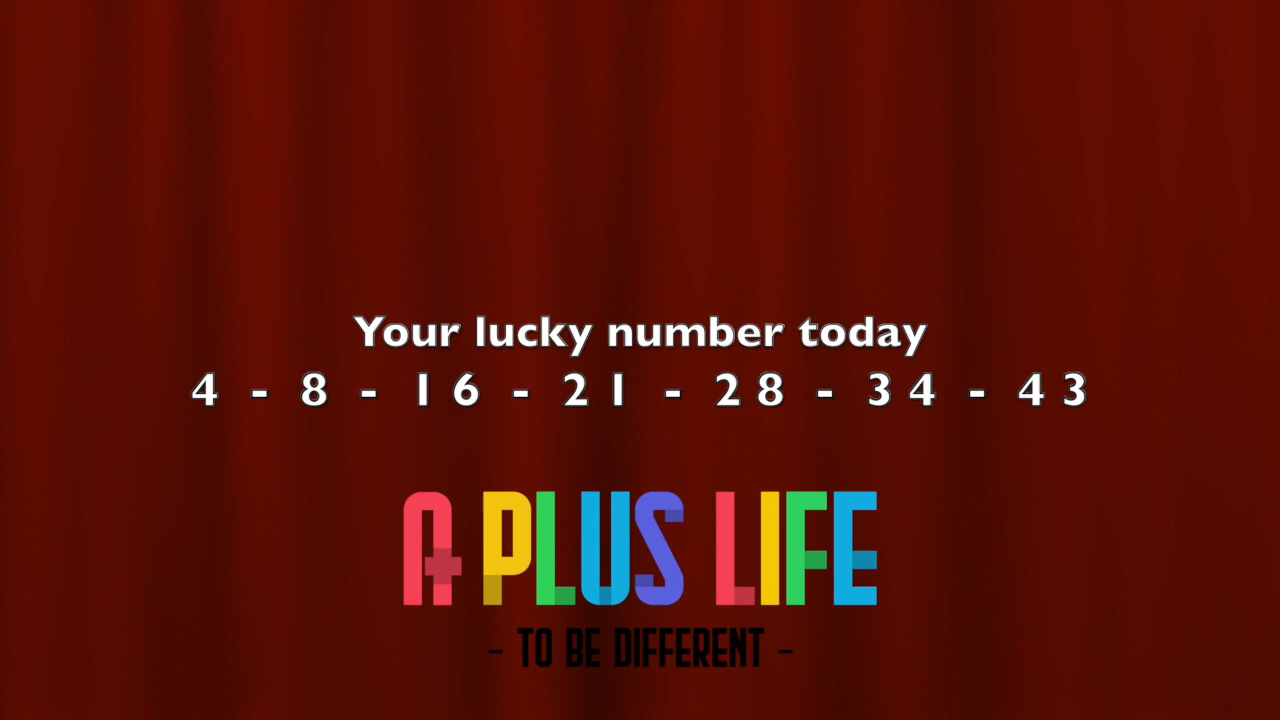 Your lucky number today
4 - 8 - 16 - 21 - 28 - 34 - 43
A PLUS LIFE
- TO BE DIFFERENT -